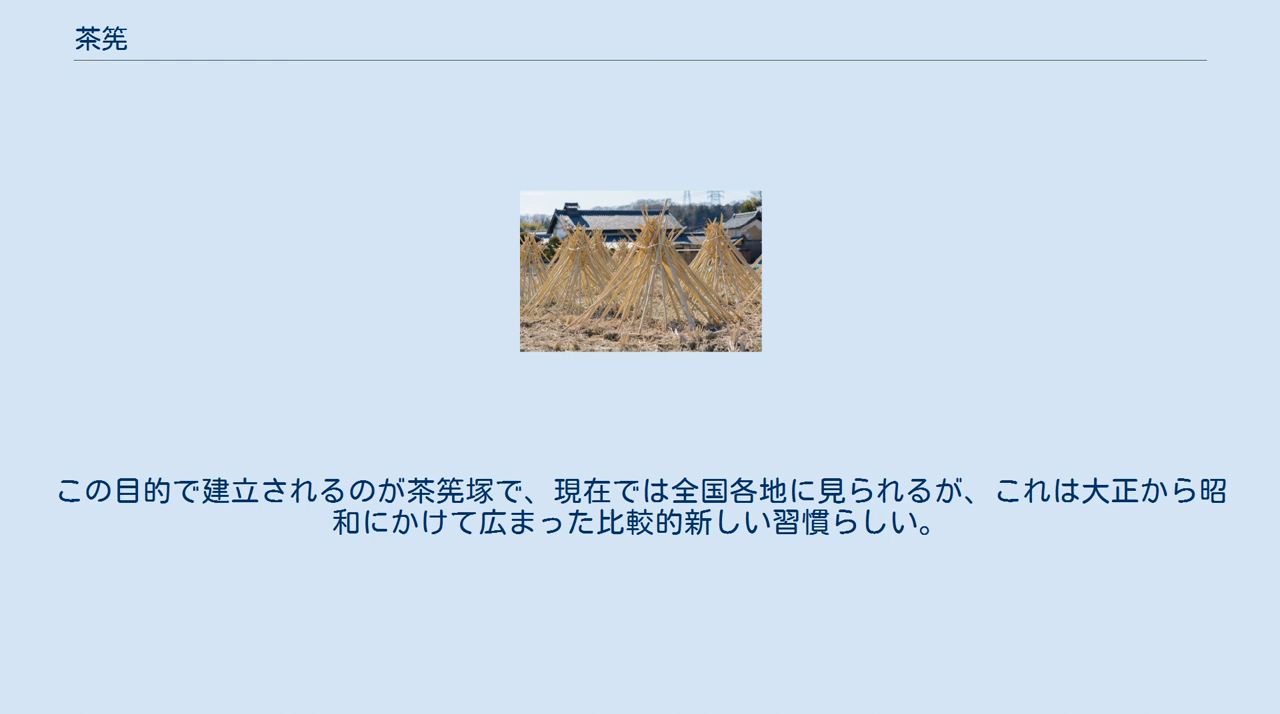 茶筅
この目的で建立されるのが茶筅塚で、現在では全国各地に見られるが、これは大正から昭
和にかけて広まった比較的新しい習慣らしい。